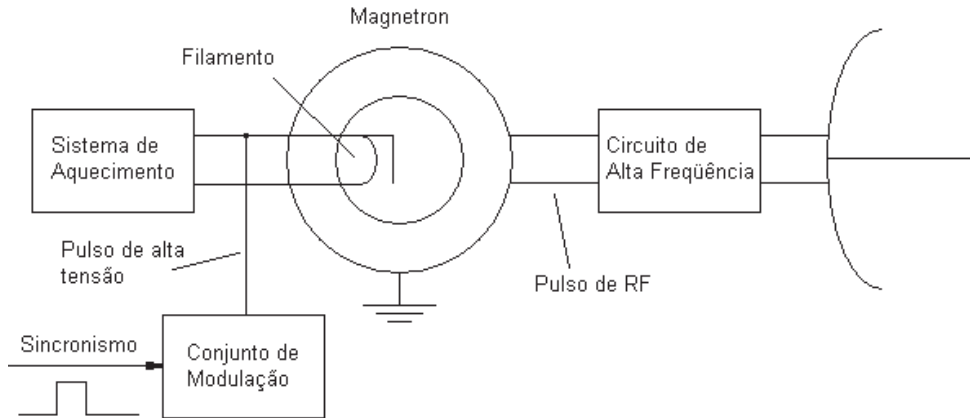 Magnetron
Filamento
Sistema de
Aquecimento
Circuito de
Alta Freqüência
Pulso de alta
tensão
Pulso de RF
Sincronismo
Conjunto de
Modulação